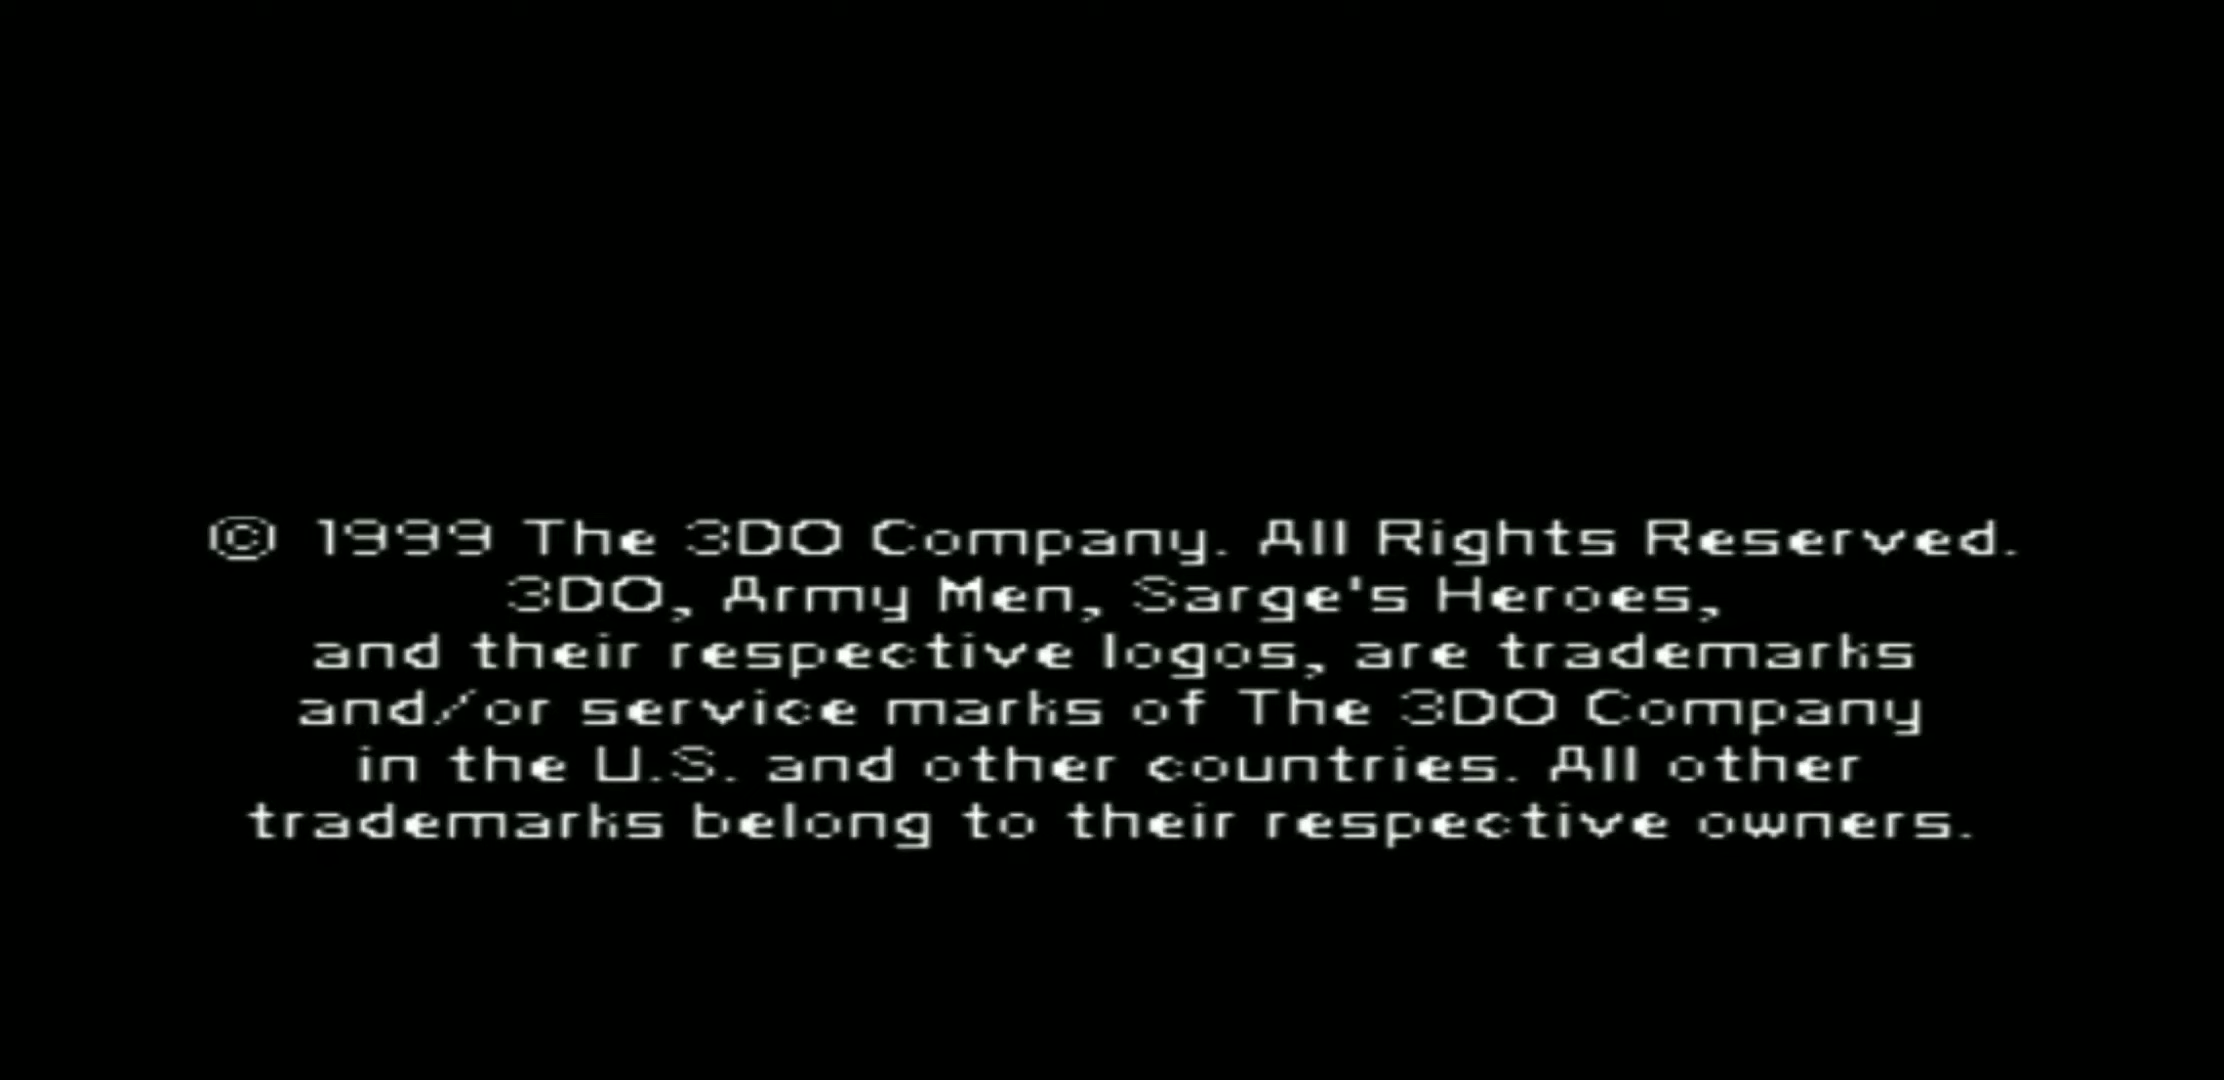 © 1999 The 3DO Company. All Rights Reserved.
3DO, Army Men, Sarge's Heroes,
and their respective logos, are trademarks
and/or service marks of The 3DO Company
in the U.S. and other countries. All other
trademarks belong to their respective owners.